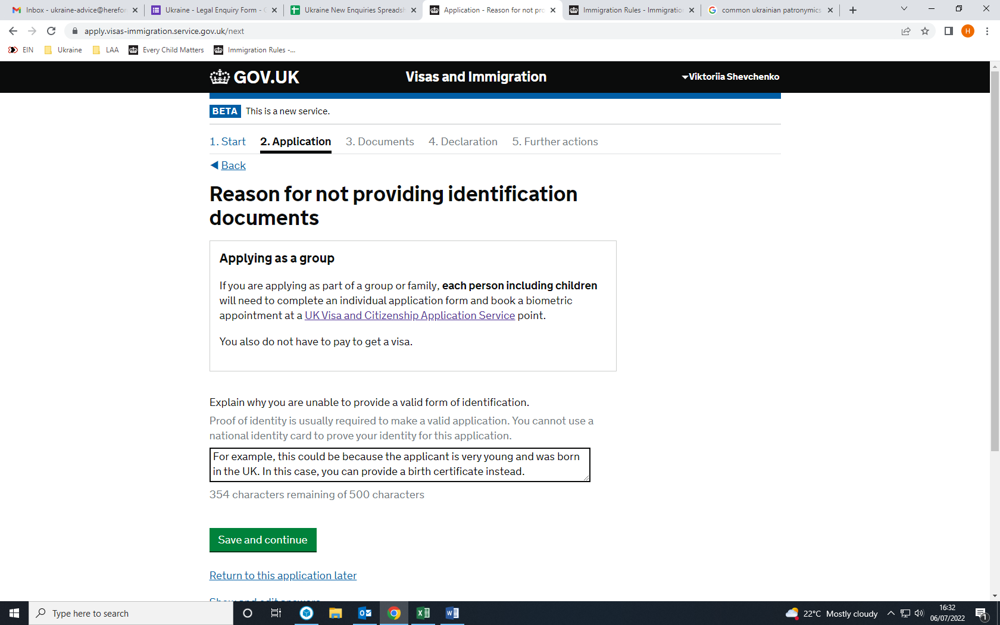 Inbox - ukraine-advice@herefor
Ukraine - Legal Enquiry Form -
Ukraine New Enquiries Spreadsh
Application - Reason for not pro
Immigration Rules - Immigratio
common ukrainian patronymics
apply.visas-immigration.service.gov.uk/next
H
EIN
Ukraine
LAA
Every Child Matters
Immigration Rules -...
GOV.UK
Visas and Immigration
Viktoriia Shevchenko
BETA This is a new service.
1. Start 2. Application 3. Documents 4. Declaration 5. Further actions
Back
Reason for not providing identification
documents
Applying as a group
If you are applying as part of a group or family, each person including children
will need to complete an individual application form and book a biometric
appointment at a UK Visa and Citizenship Application Service point.
You also do not have to pay to get a visa.
Explain why you are unable to provide a valid form of identification.
Proof of identity is usually required to make a valid application. You cannot use a
national identity card to prove your identity for this application.
For example, this could be because the applicant is very young and was born
in the UK. In this case, you can provide a birth certificate instead.
354 characters remaining of 500 characters
Save and continue
Return to this application later
Show and edit answers
Type here to search
22°C Mostly cloudy
16:32
06/07/2022
1